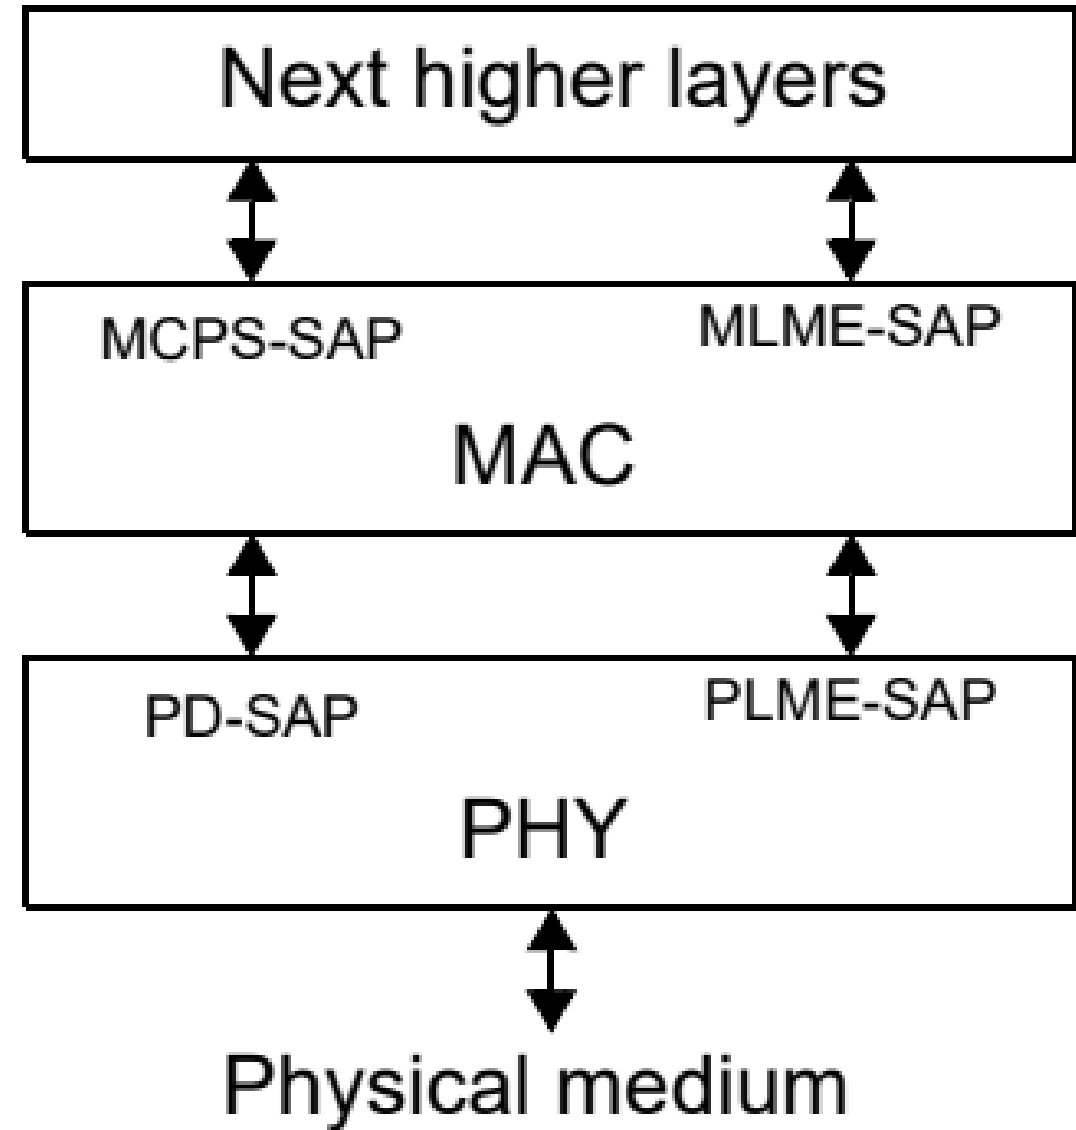 Next higher layers
MCPS-SAP
MLME-SAP
MAC
PD-SAP
PLME-SAP
PHY
Physical medium